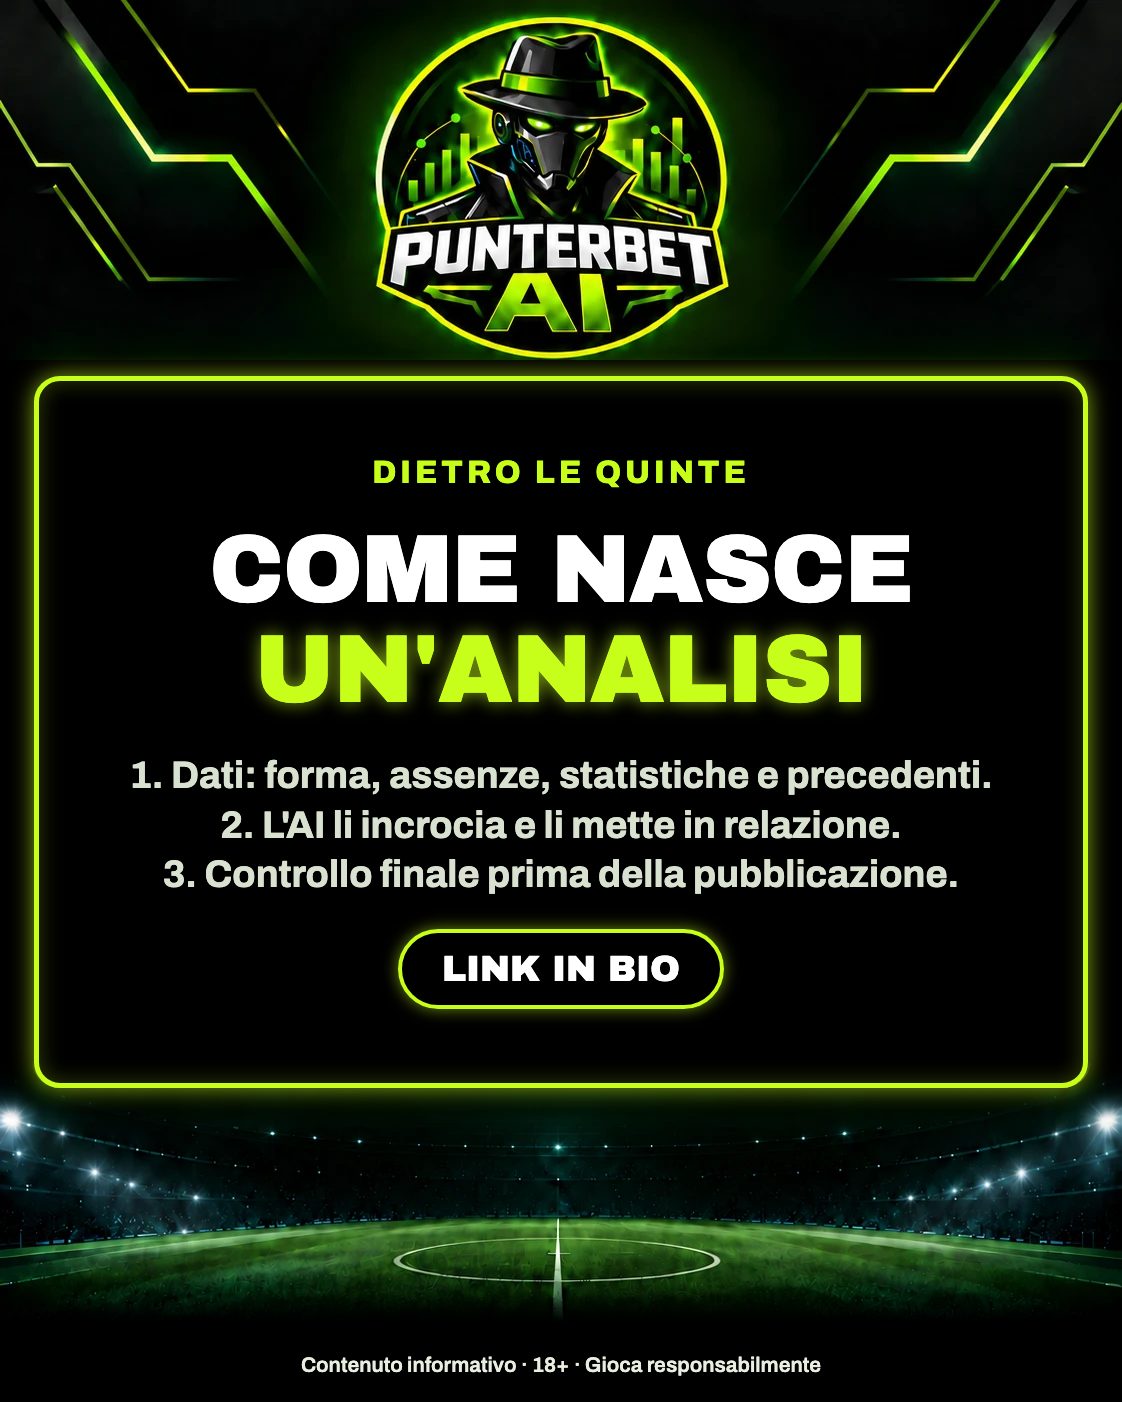 PUNTERBET
AI
DIETRO LE QUINTE
COME NASCE
UN'ANALISI
1. Dati: forma, assenze, statistiche e precedenti.
2. L'AI li incrocia e li mette in relazione.
3. Controllo finale prima della pubblicazione.
LINK IN BIO
Contenuto informativo · 18+ · Gioca responsabilmente